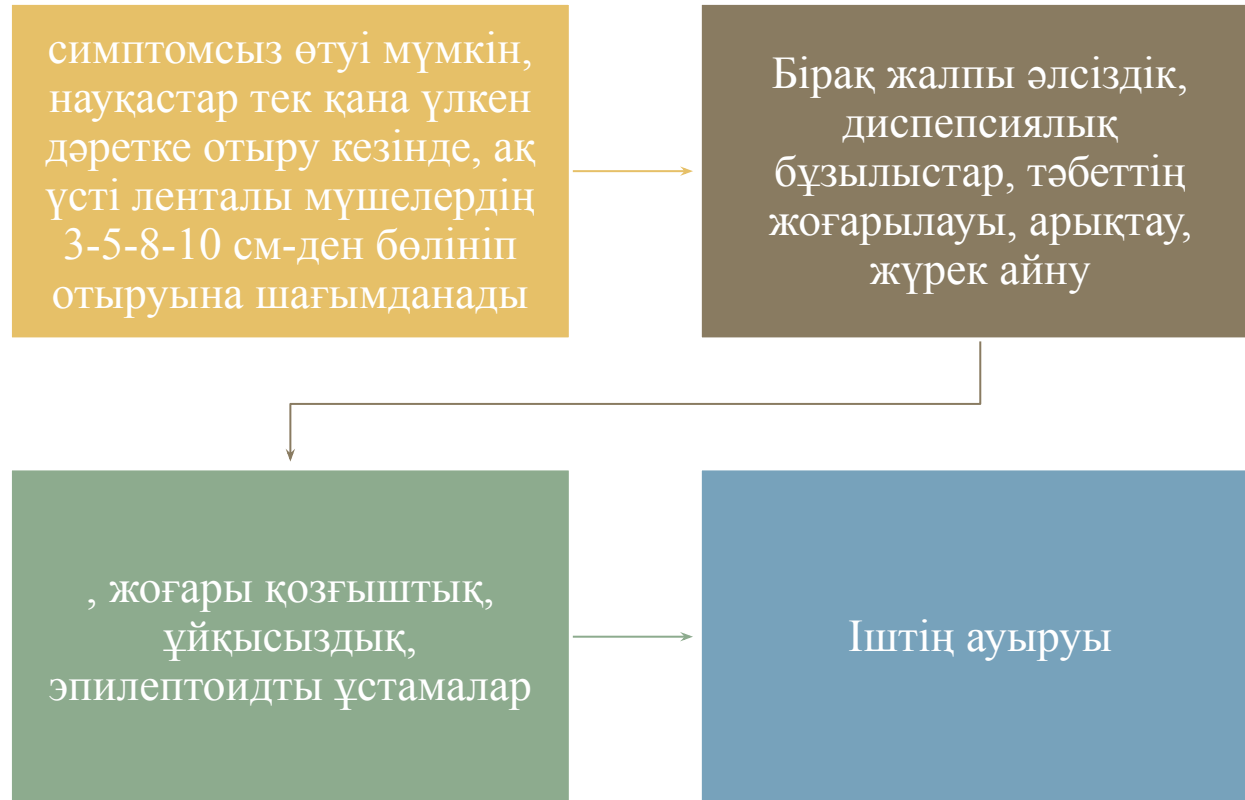 симптомсыз өтуі мүмкін,
науқастар тек қана үлкен
дәретке отыру кезінде, ақ
үсті ленталы мүшелердің
3-5-8-10 см-ден бөлініп
отыруына шағымданады
Бірақ жалпы әлсіздік,
диспепсиялық
бұзылыстар, тәбеттің
жоғарылауы, арықтау,
жүрек айну
, жоғары қозғыштық,
ұйқысыздық,
эпилептоидты ұстамалар
Іштің ауыруы